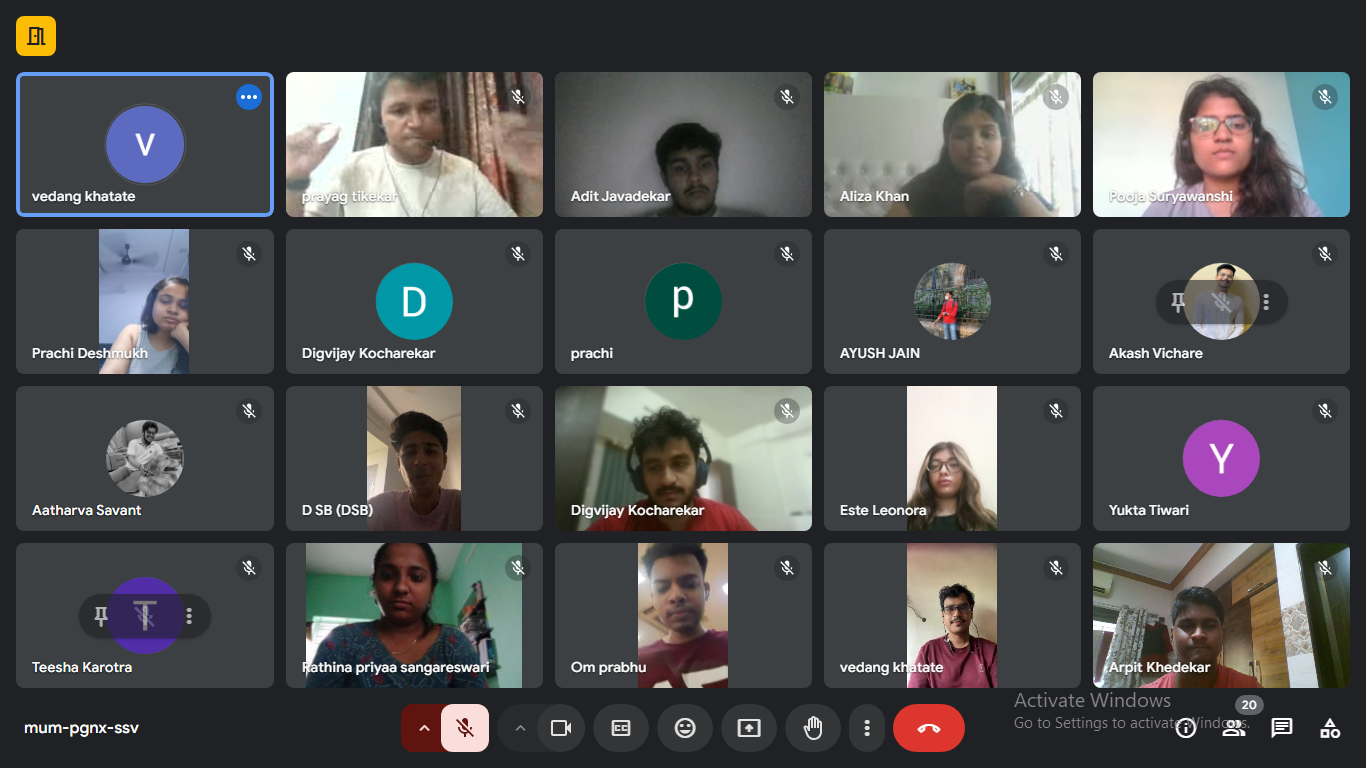 V
vedang khatate
prayag tikekar
Adit Javadekar
Aliza Khan
Pooja Suryawanshi
Prachi Deshmukh
D
Digvijay Kocharekar
p
prachi
AYUSH JAIN
Akash Vichare
Aatharva Savant
D SB (DSB)
Digvijay Kocharekar
Este Leonora
Y
Yukta Tiwari
T
Teesha Karotra
Rathina priyaa sangareswari
Om prabhu
vedang khatate
Arpit Khedekar
Activate Windows
Go to Settings to activate Windows.
mum-pgnx-ssv
CC
20